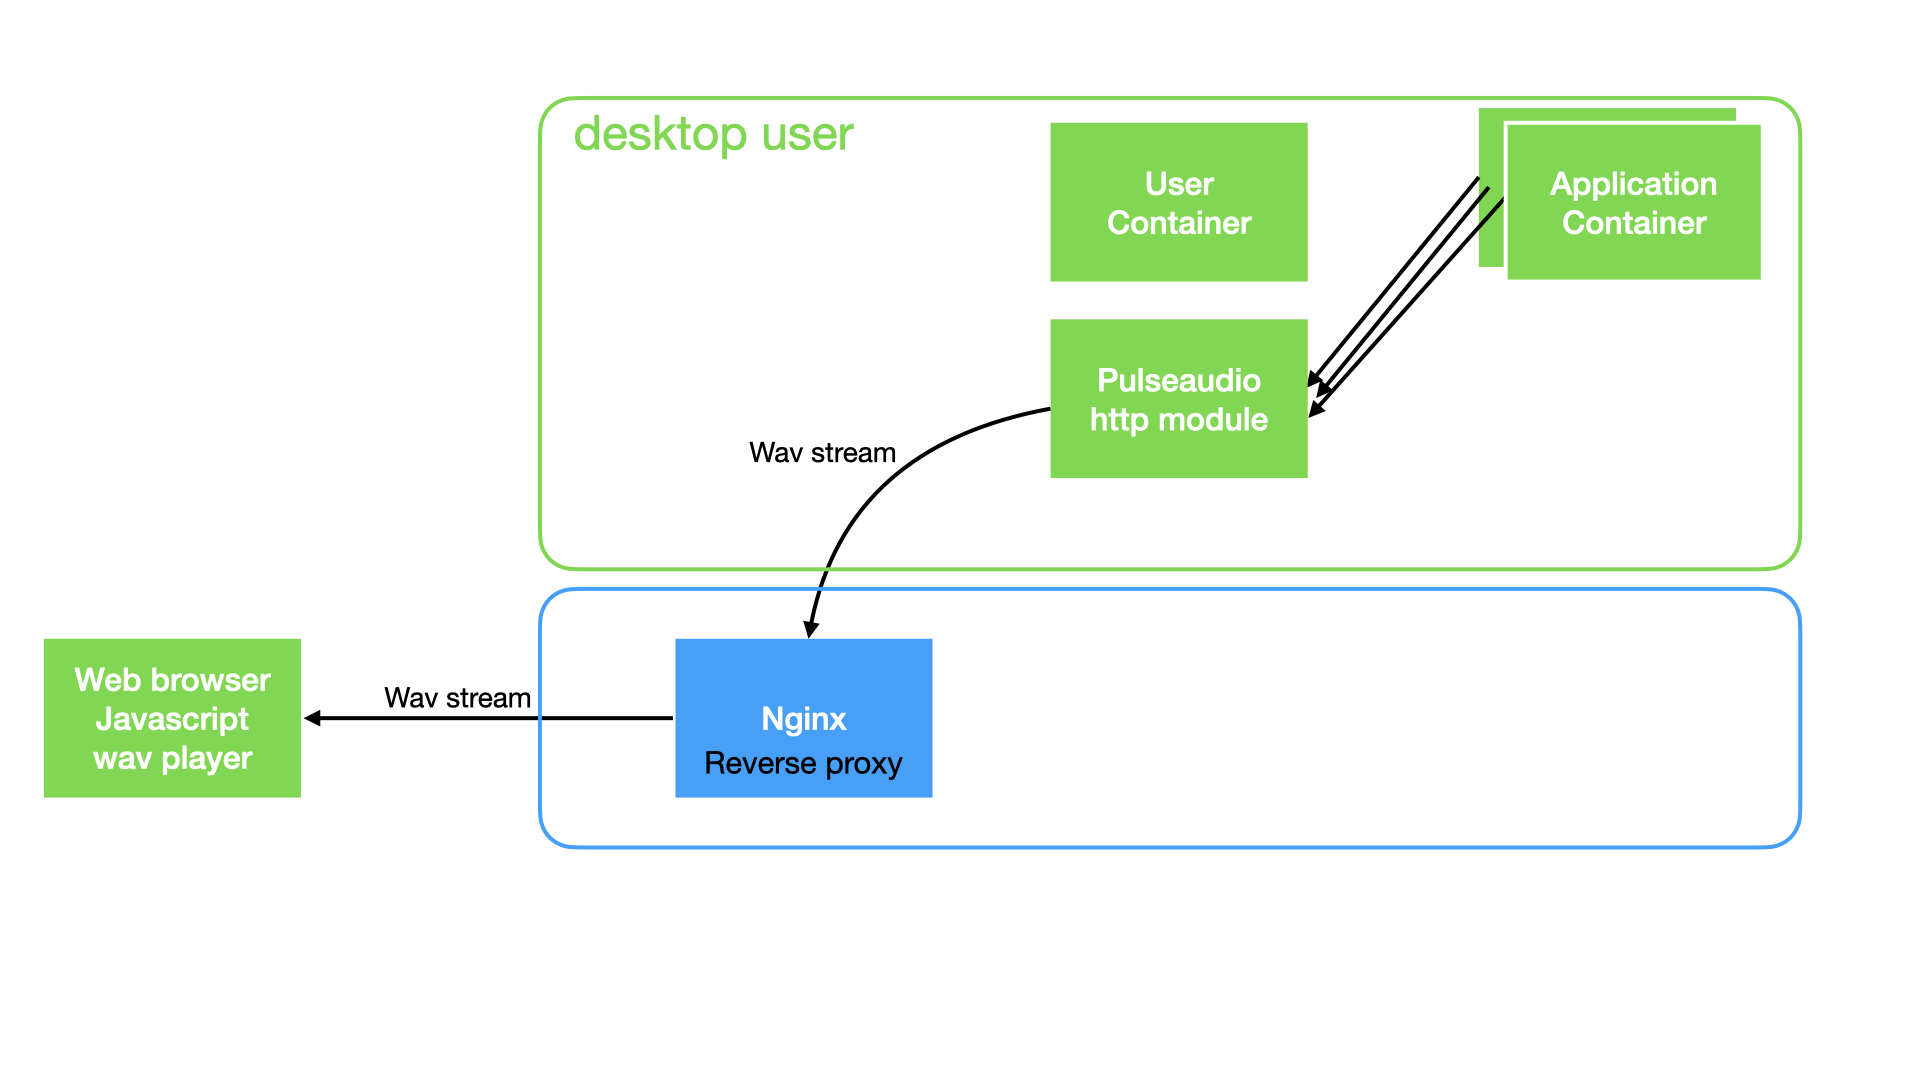 desktop user
User
Container
Application
Container
Pulseaudio
http module
Wav stream
Web browser
Javascript
wav player
Wav stream
Nginx
Reverse proxy